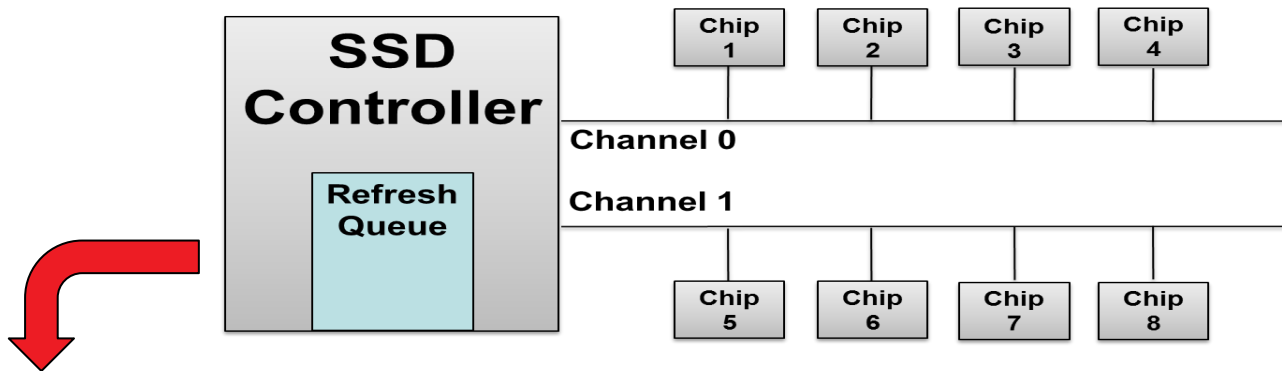 SSD
Controller
Refresh
Queue
Channel 0
Channel 1
Chip
1
Chip
2
Chip
3
Chip
4
Chip
5
Chip
6
Chip
7
Chip
8